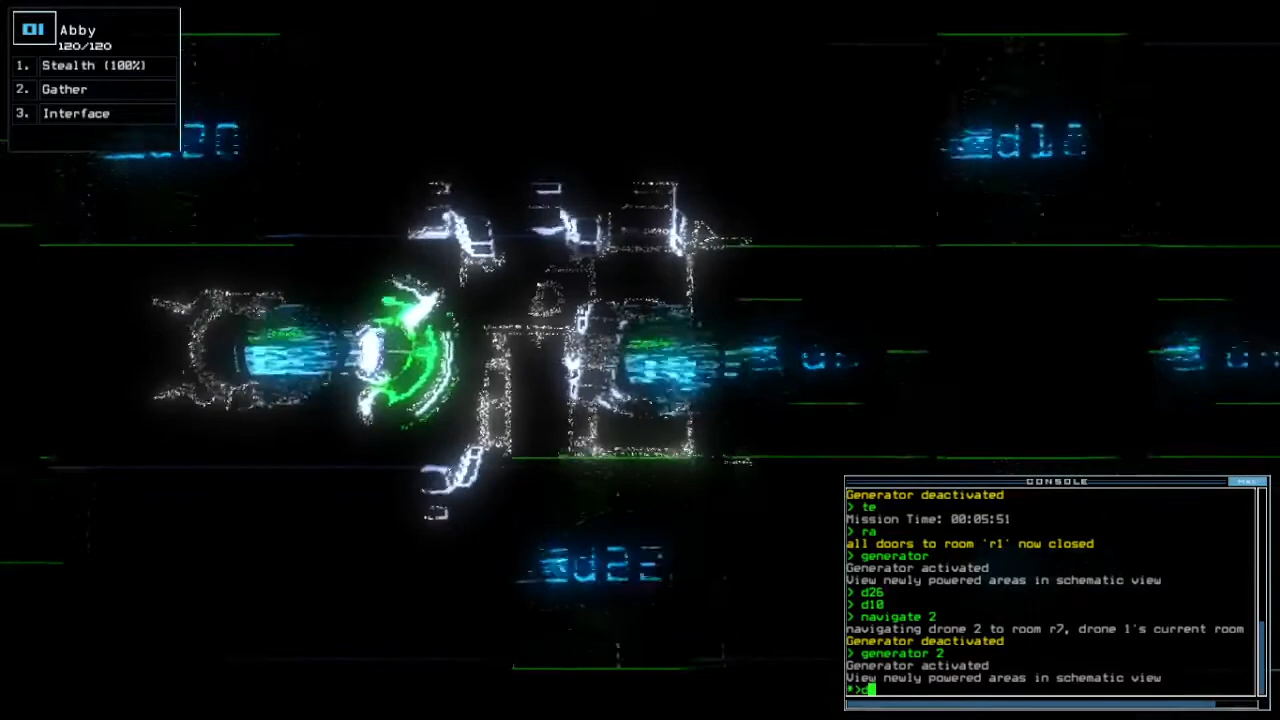 01 Abby
120/120
1. Stealth (100%)
2. Gather
3. Interface
d10
d22
CONSOLE
Generator deactivated
> te
Mission Time: 00:05:51
> ra
all doors to room 'r1' now closed
> generator
Generator activated
View newly powered areas in schematic view
> d26
> d10
> navigate 2
navigating drone 2 to room r7, drone 1's current room
Generator deactivated
> generator 2
Generator activated
View newly powered areas in schematic view
*>d